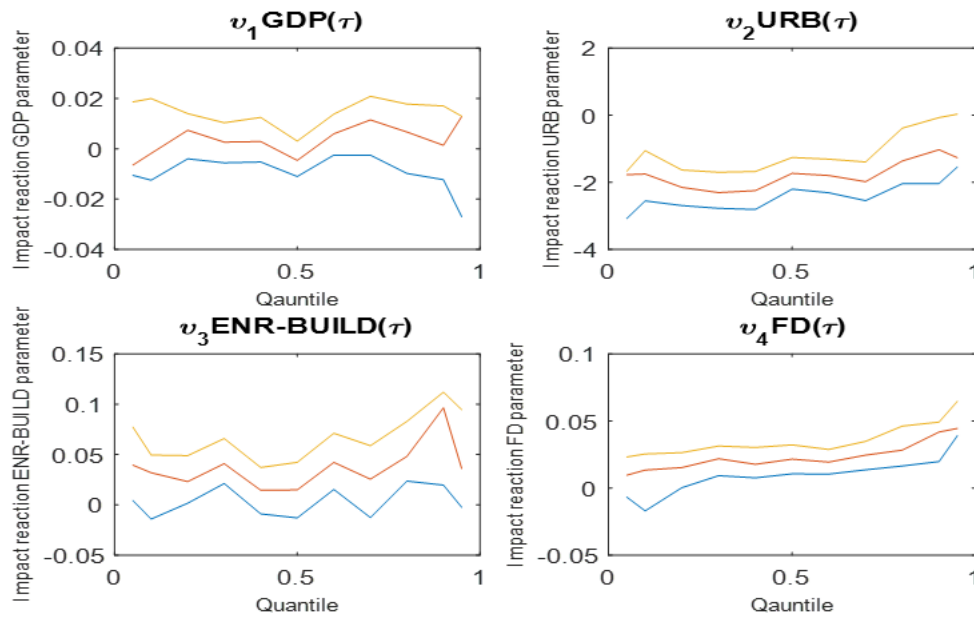 υ₁GDP(τ)
Impact reaction GDP parameter
0.04
0.02
0
-0.02
-0.04
0
0.5
1
Qauntile
υ₂URB(τ)
Impact reaction URB parameter
2
0
-2
-4
0
0.5
1
Qauntile
υ₃ENR-BUILD(τ)
Impact reaction ENR-BUILD parameter
0.15
0.1
0.05
0
-0.05
0
0.5
1
Qauntile
υ₄FD(τ)
Impact reaction FD parameter
0.1
0.05
0
-0.05
0
0.5
1
Qauntile